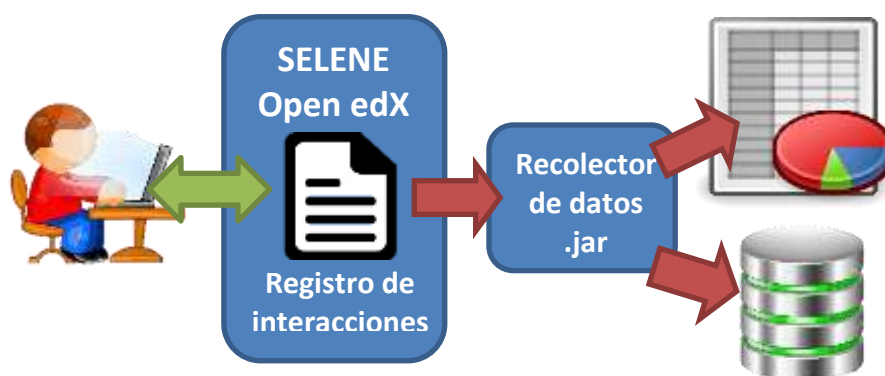 SELENE
Open edX
Registro de
interacciones
Recolector
de datos
.jar